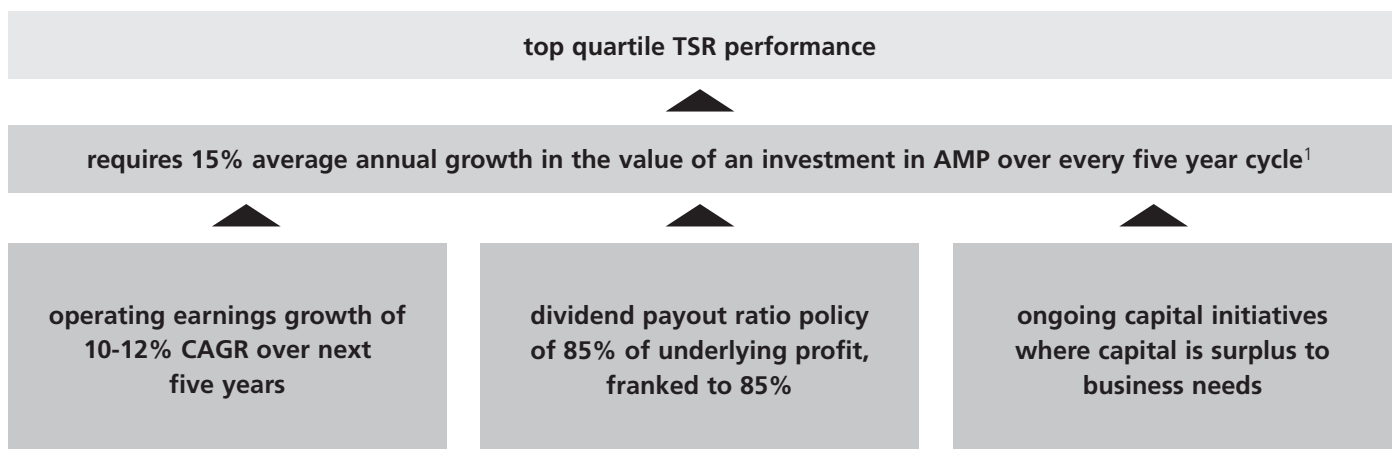 top quartile TSR performance
requires 15% average annual growth in the value of an investment in AMP over every five year cycle¹
operating earnings growth of
10-12% CAGR over next
five years
dividend payout ratio policy
of 85% of underlying profit,
franked to 85%
ongoing capital initiatives
where capital is surplus to
business needs